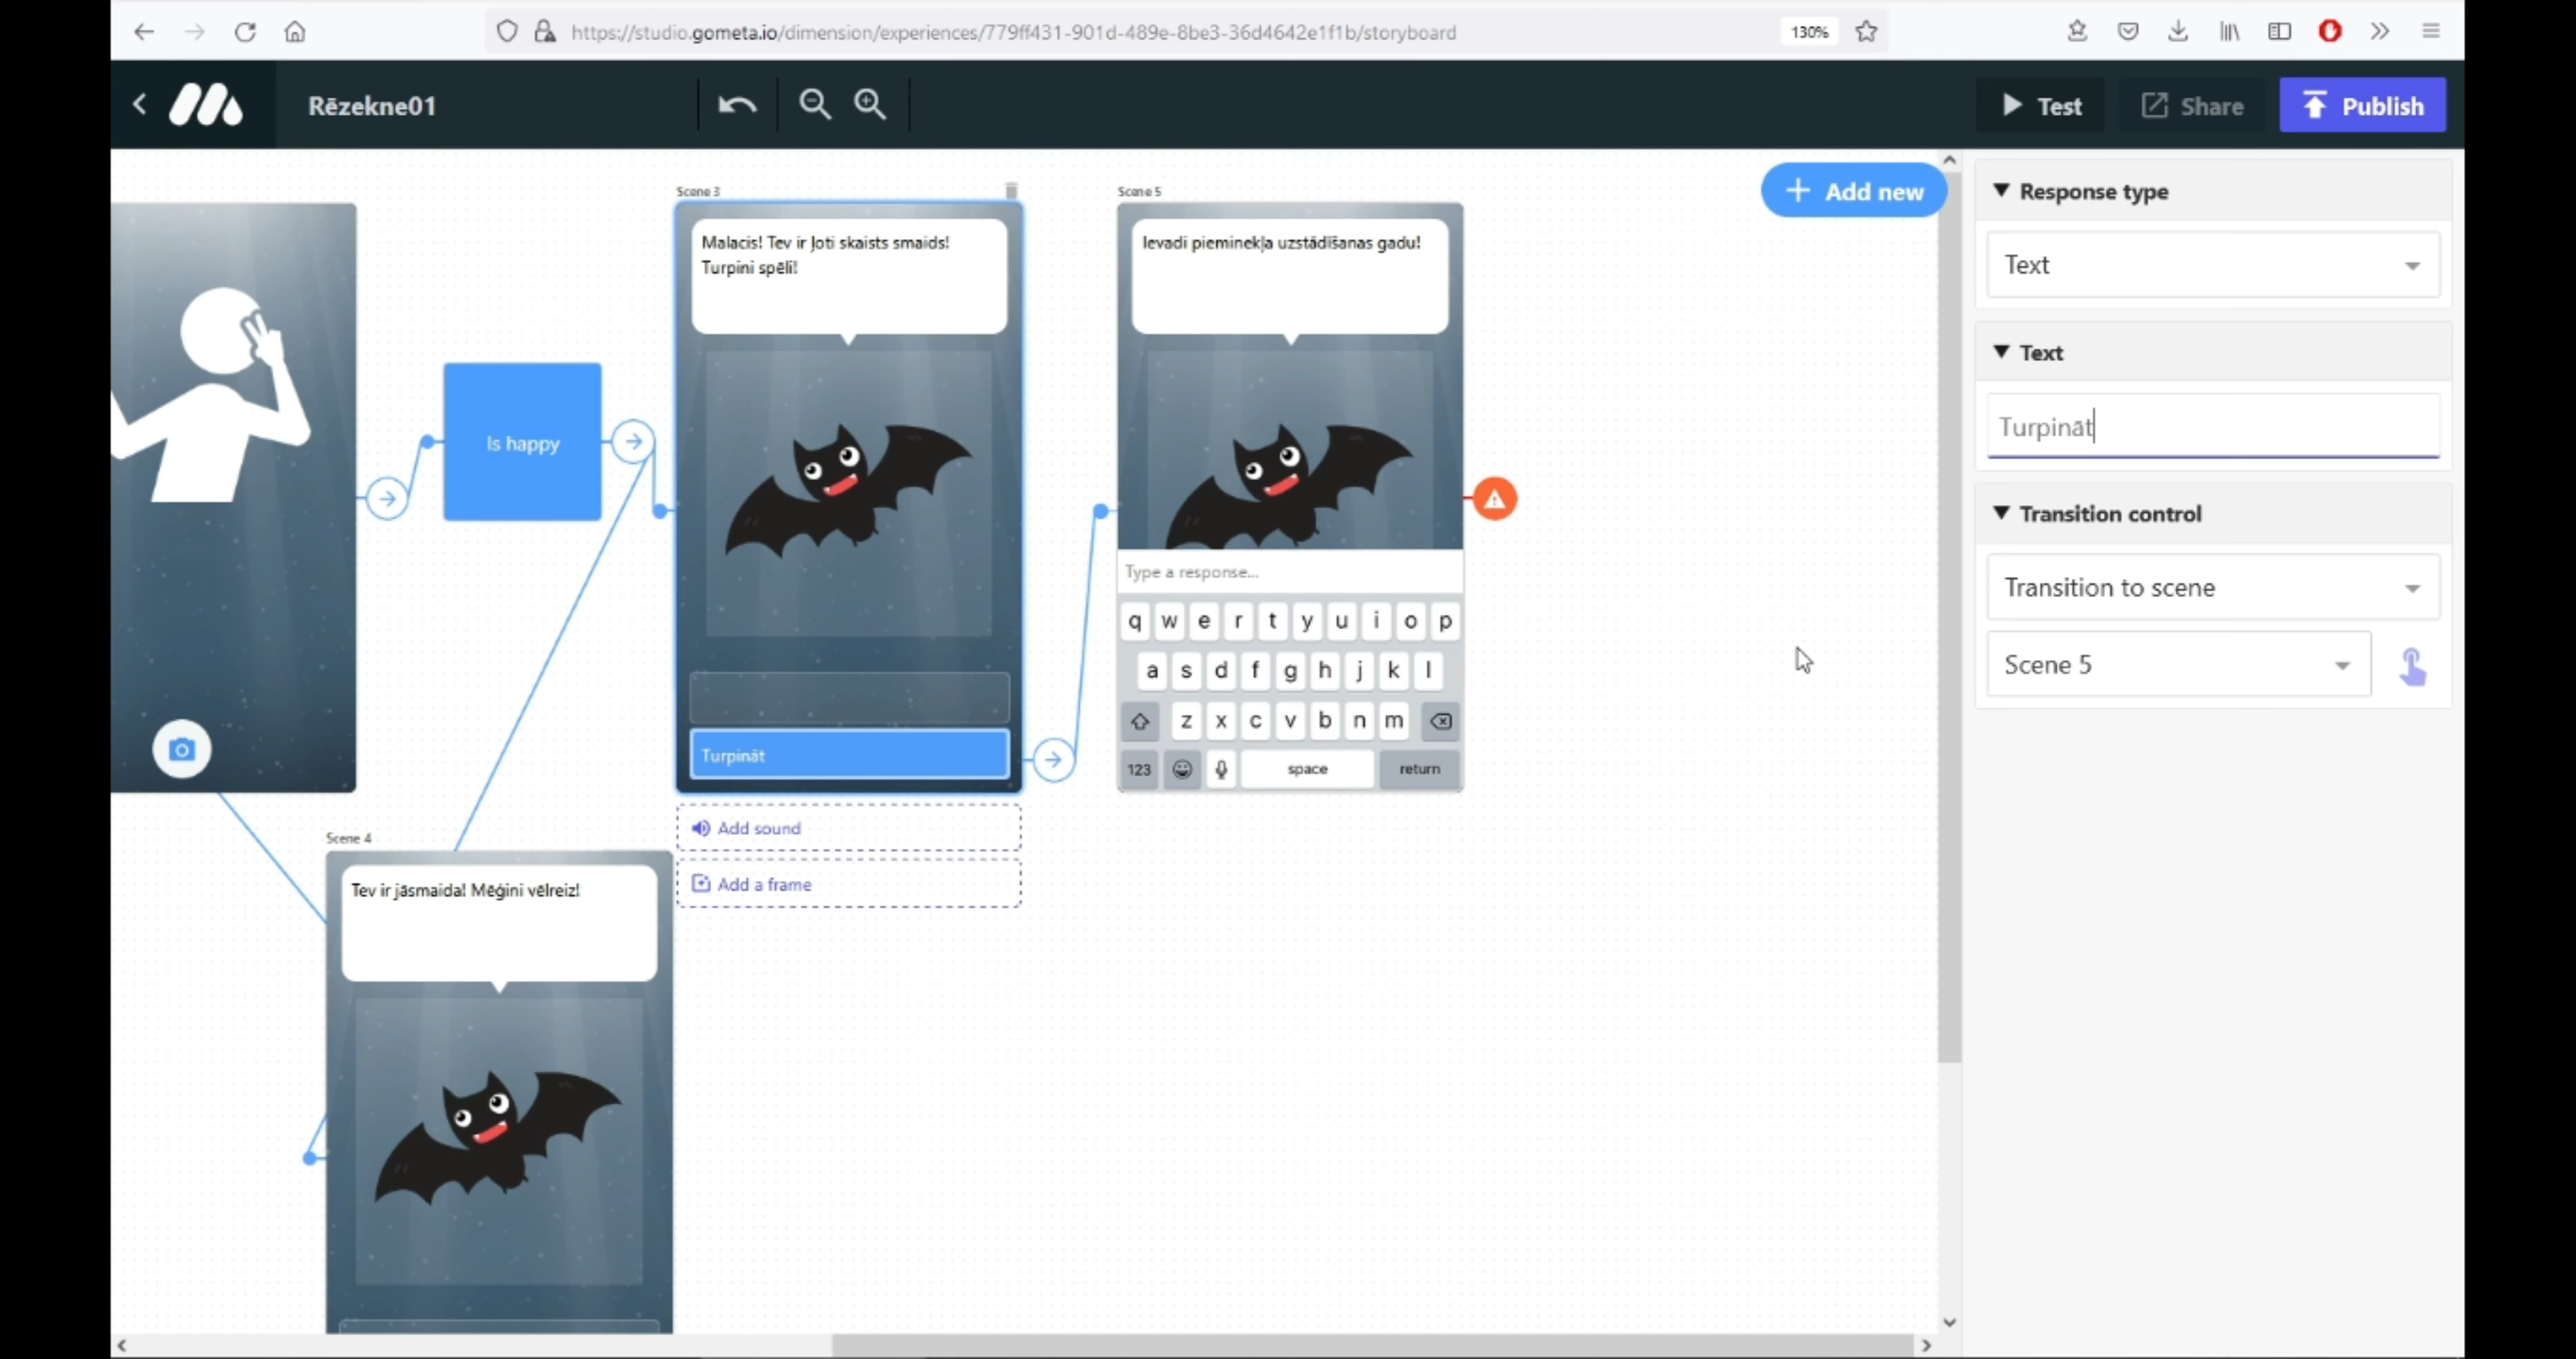 https://studio.gometa.io/dimension/experiences/779ff431-901d-489e-8be3-36d4642e1f1b/storyboard
130%
Rēzekne01
Test
Share
Publish
Add new
Is happy
Scene 3
Malacis! Tev ir ļoti skaists smaids!
Turpini spēli!
Turpināt
Add sound
Add a frame
Scene 5
Ievadi pieminekļa uzstādīšanas gadu!
Type a response...
q w e r t y u i o p
a s d f g h j k l
z x c v b n m
123 space return
Scene 4
Tev ir jāsmaida! Mēģini vēlreiz!
Response type
Text
Text
Turpināt
Transition control
Transition to scene
Scene 5